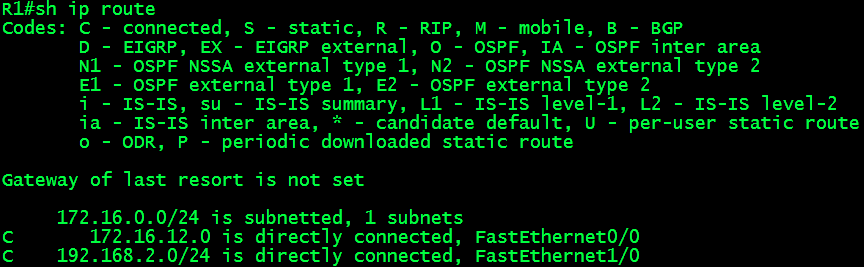 R1#sh ip route
Codes: C - connected, S - static, R - RIP, M - mobile, B - BGP
       D - EIGRP, EX - EIGRP external, O - OSPF, IA - OSPF inter area
       N1 - OSPF NSSA external type 1, N2 - OSPF NSSA external type 2
       E1 - OSPF external type 1, E2 - OSPF external type 2
       i - IS-IS, su - IS-IS summary, L1 - IS-IS level-1, L2 - IS-IS level-2
       ia - IS-IS inter area, * - candidate default, U - per-user static route
       o - ODR, P - periodic downloaded static route
Gateway of last resort is not set
     172.16.0.0/24 is subnetted, 1 subnets
C       172.16.12.0 is directly connected, FastEthernet0/0
C    192.168.2.0/24 is directly connected, FastEthernet1/0